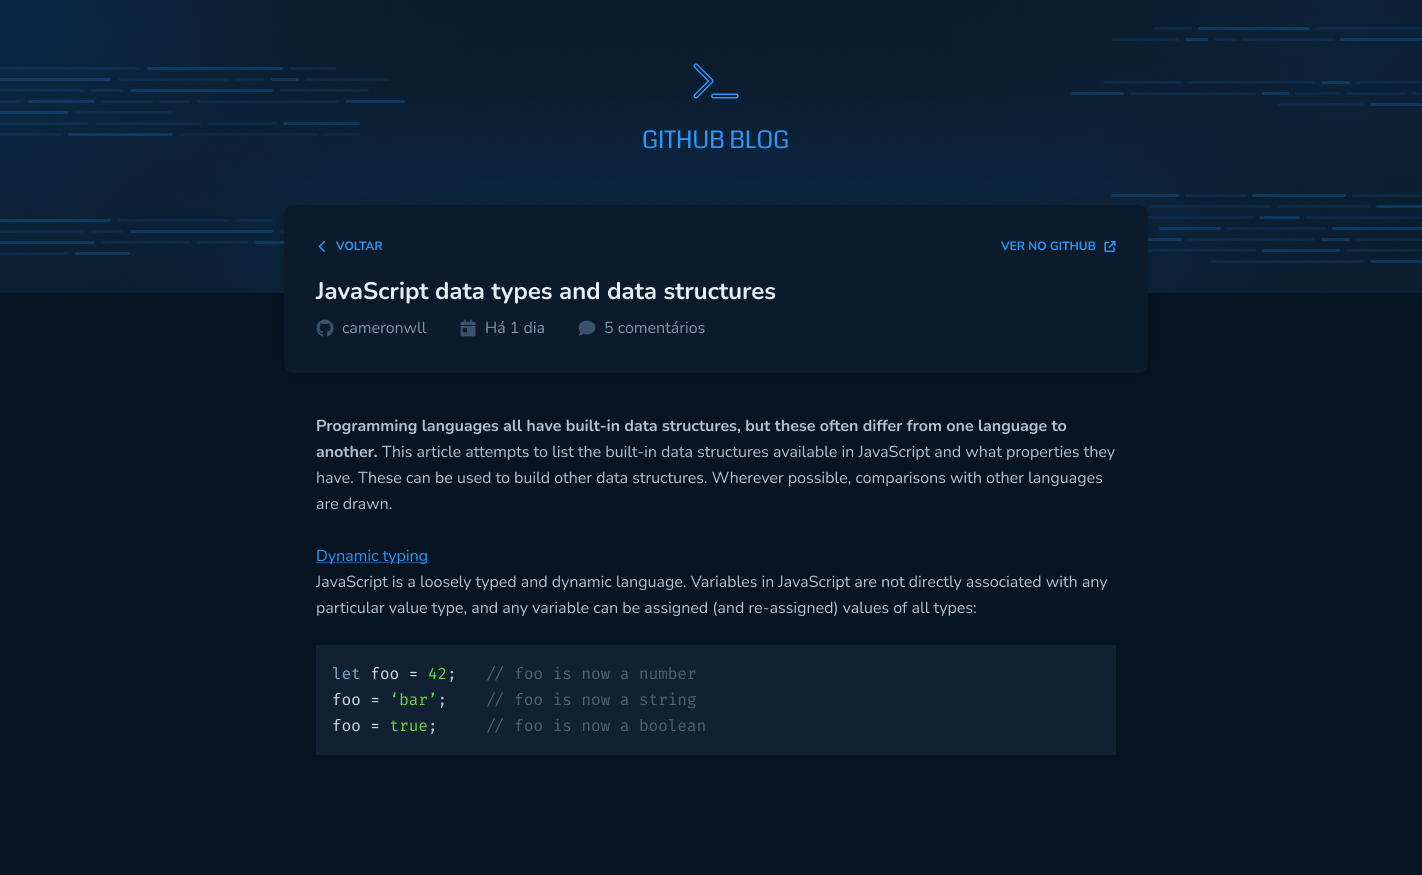 GITHUB BLOG
VOLTAR
VER NO GITHUB
JavaScript data types and data structures
cameronwll
Há 1 dia
5 comentários
Programming languages all have built-in data structures, but these often differ from one language to
another. This article attempts to list the built-in data structures available in JavaScript and what properties they
have. These can be used to build other data structures. Wherever possible, comparisons with other languages
are drawn.
Dynamic typing
JavaScript is a loosely typed and dynamic language. Variables in JavaScript are not directly associated with any
particular value type, and any variable can be assigned (and re-assigned) values of all types:
let foo = 42;   // foo is now a number
foo = ‘bar’;    // foo is now a string
foo = true;     // foo is now a boolean